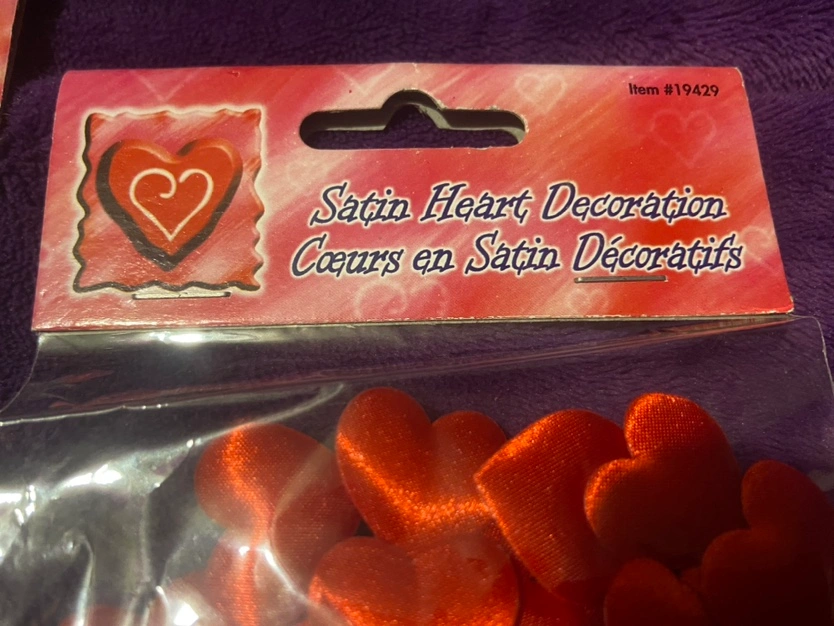 Item #19429
Satin Heart Decoration
Cœurs en Satin Décoratifs